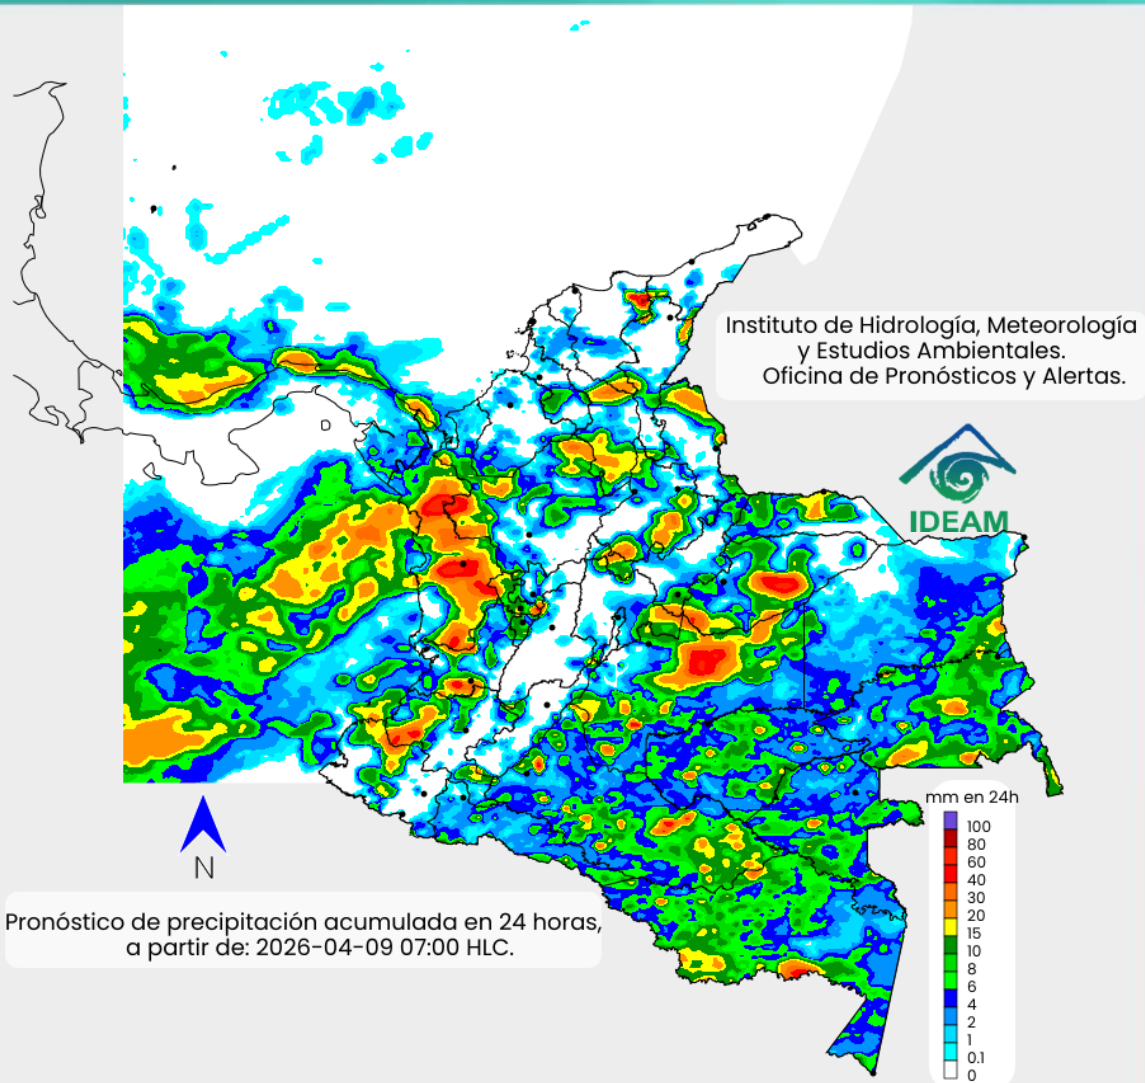 Instituto de Hidrología, Meteorología
y Estudios Ambientales.
Oficina de Pronósticos y Alertas.
IDEAM
N
Pronóstico de precipitación acumulada en 24 horas,
a partir de: 2026-04-09 07:00 HLC.
mm en 24h
100
80
60
40
30
20
15
10
8
6
4
2
1
0.1
0